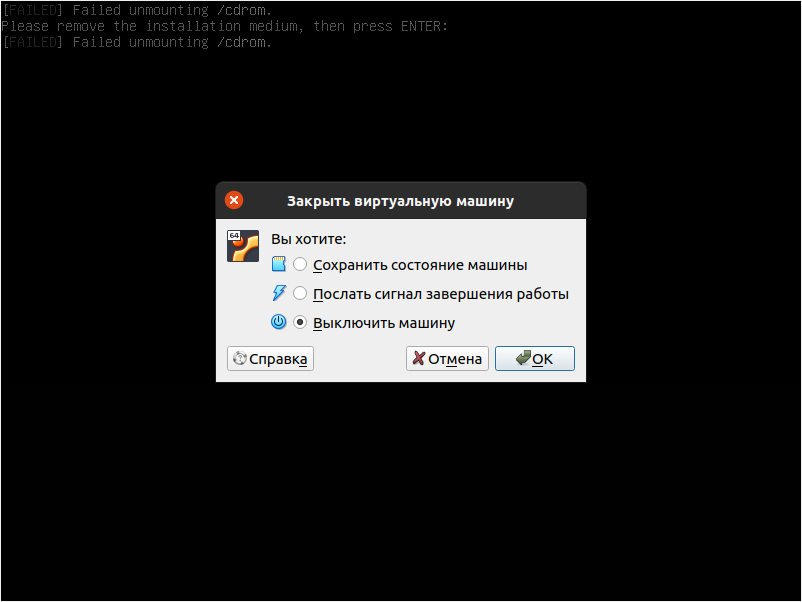 [FAILED] Failed unmounting /cdrom.
Please remove the installation medium, then press ENTER:
[FAILED] Failed unmounting /cdrom.
Закрыть виртуальную машину
64
Вы хотите:
Сохранить состояние машины
Послать сигнал завершения работы
Выключить машину
Справка Отмена OK